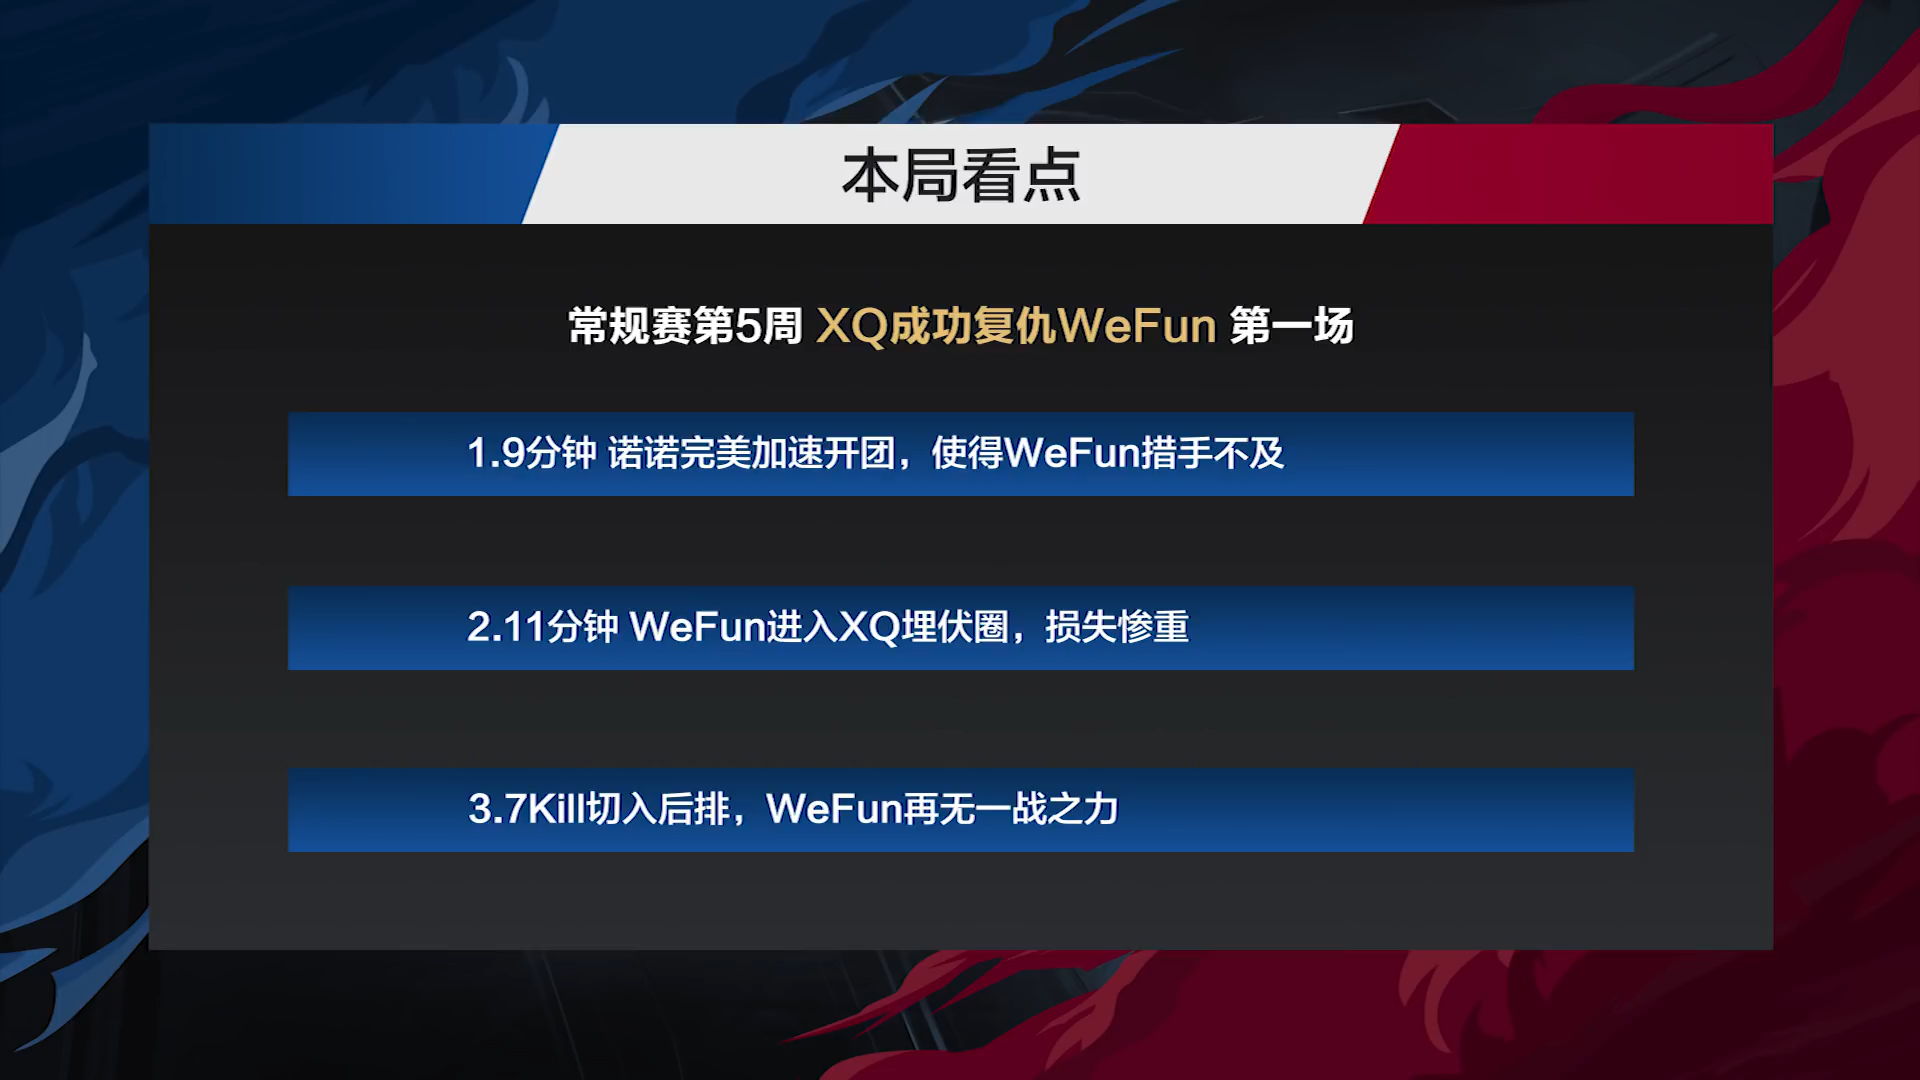 本局看点
常规赛第5周 XQ成功复仇WeFun 第一场
1.9分钟 诺诺完美加速开团，使得WeFun措手不及
2.11分钟 WeFun进入XQ埋伏圈，损失惨重
3.7Kill切入后排，WeFun再无一战之力